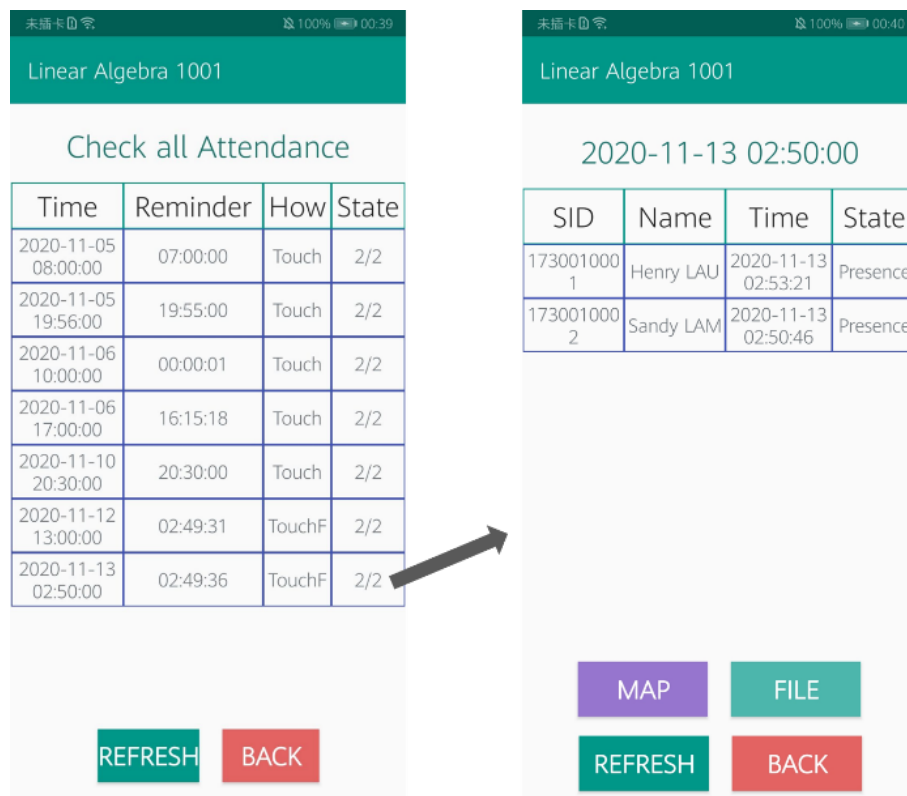 未插卡 100% 00:39
Linear Algebra 1001
Check all Attendance
Time Reminder How State
2020-11-05 08:00:00 07:00:00 Touch 2/2
2020-11-05 19:56:00 19:55:00 Touch 2/2
2020-11-06 10:00:00 00:00:01 Touch 2/2
2020-11-06 17:00:00 16:15:18 Touch 2/2
2020-11-10 20:30:00 20:30:00 Touch 2/2
2020-11-12 13:00:00 02:49:31 TouchF 2/2
2020-11-13 02:50:00 02:49:36 TouchF 2/2
REFRESH BACK
未插卡 100% 00:40
Linear Algebra 1001
2020-11-13 02:50:00
SID Name Time State
173001000 1 Henry LAU 2020-11-13 02:53:21 Presence
173001000 2 Sandy LAM 2020-11-13 02:50:46 Presence
MAP FILE
REFRESH BACK